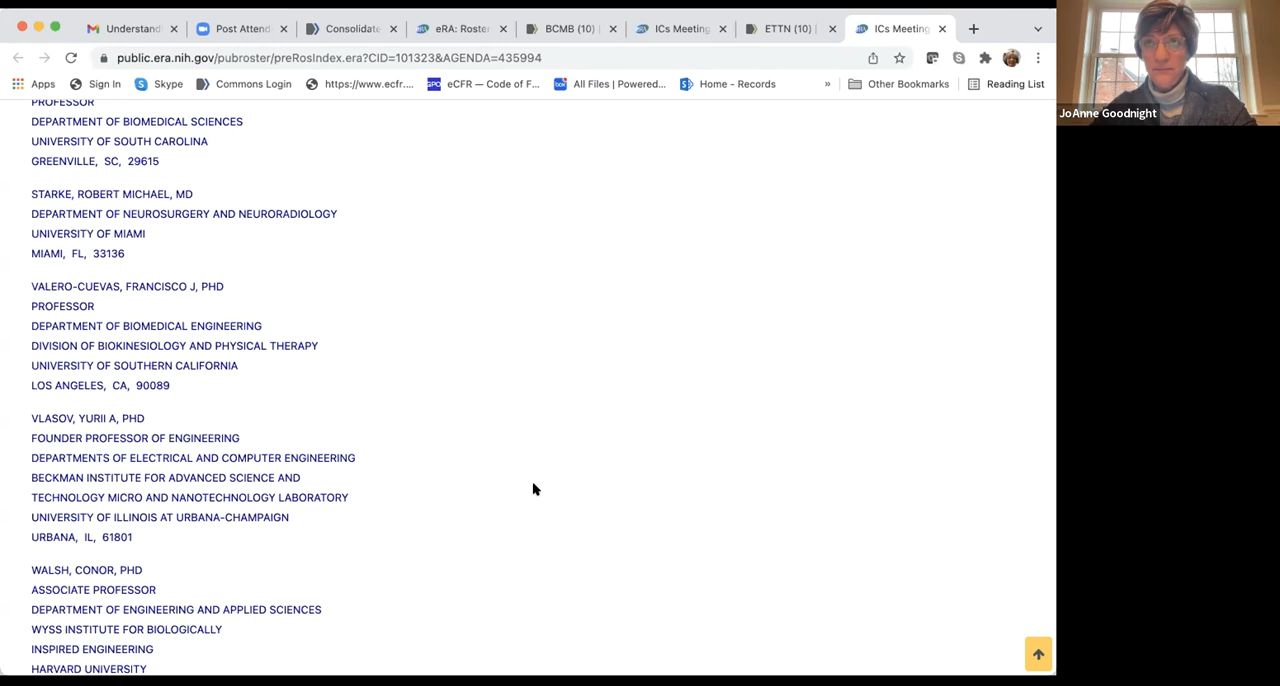 Understand
Post Attend
Consolidate
eRA: Roster
BCMB (10) |
ICs Meeting
ETTN (10) |
ICs Meeting
public.era.nih.gov/pubroster/preRosIndex.era?CID=101323&AGENDA=435994
Apps
Sign In
Skype
Commons Login
https://www.ecfr....
GPO
eCFR — Code of F...
box
All Files | Powered...
Home - Records
»
Other Bookmarks
Reading List
JoAnne Goodnight
PROFESSOR
DEPARTMENT OF BIOMEDICAL SCIENCES
UNIVERSITY OF SOUTH CAROLINA
GREENVILLE, SC, 29615
STARKE, ROBERT MICHAEL, MD
DEPARTMENT OF NEUROSURGERY AND NEURORADIOLOGY
UNIVERSITY OF MIAMI
MIAMI, FL, 33136
VALERO-CUEVAS, FRANCISCO J, PHD
PROFESSOR
DEPARTMENT OF BIOMEDICAL ENGINEERING
DIVISION OF BIOKINESIOLOGY AND PHYSICAL THERAPY
UNIVERSITY OF SOUTHERN CALIFORNIA
LOS ANGELES, CA, 90089
VLASOV, YURII A, PHD
FOUNDER PROFESSOR OF ENGINEERING
DEPARTMENTS OF ELECTRICAL AND COMPUTER ENGINEERING
BECKMAN INSTITUTE FOR ADVANCED SCIENCE AND
TECHNOLOGY MICRO AND NANOTECHNOLOGY LABORATORY
UNIVERSITY OF ILLINOIS AT URBANA-CHAMPAIGN
URBANA, IL, 61801
WALSH, CONOR, PHD
ASSOCIATE PROFESSOR
DEPARTMENT OF ENGINEERING AND APPLIED SCIENCES
WYSS INSTITUTE FOR BIOLOGICALLY
INSPIRED ENGINEERING
HARVARD UNIVERSITY